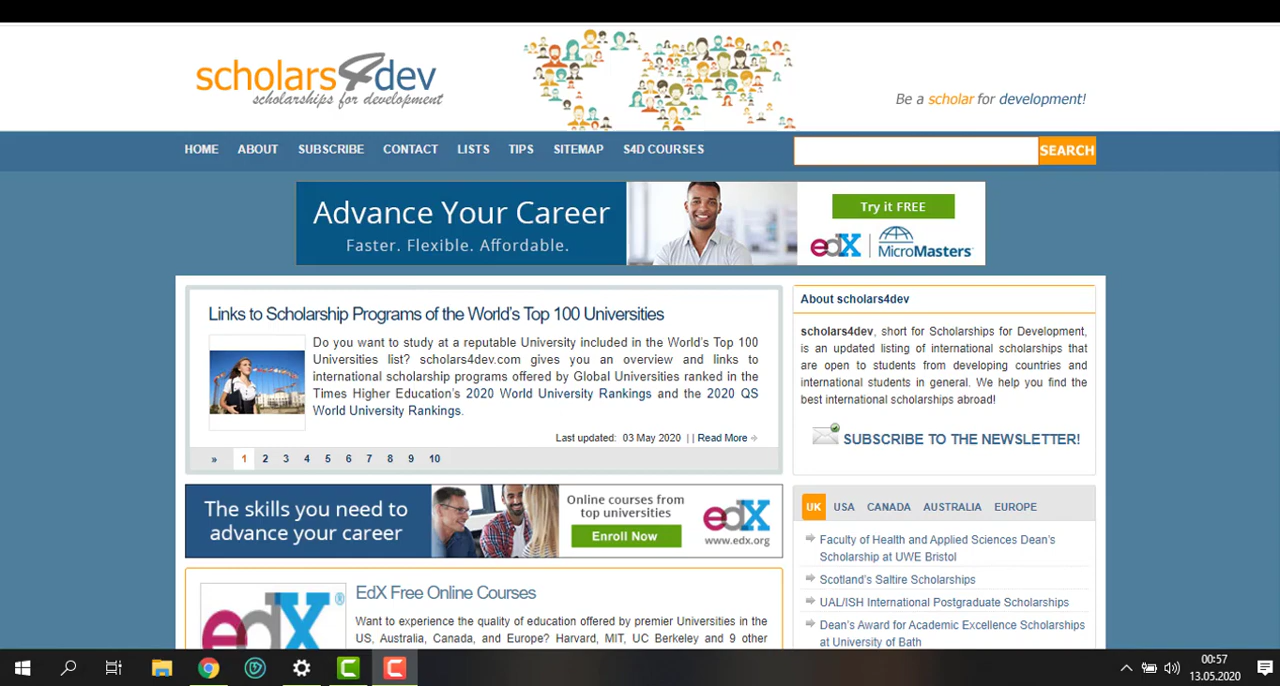 scholars4dev
scholarships for development
Be a scholar for development!
HOME ABOUT SUBSCRIBE CONTACT LISTS TIPS SITEMAP S4D COURSES
SEARCH
Advance Your Career
Faster. Flexible. Affordable.
Try it FREE
edX MicroMasters
Links to Scholarship Programs of the World's Top 100 Universities
Do you want to study at a reputable University included in the World's Top 100
Universities list? scholars4dev.com gives you an overview and links to
international scholarship programs offered by Global Universities ranked in the
Times Higher Education's 2020 World University Rankings and the 2020 QS
World University Rankings.
Last updated: 03 May 2020 || Read More
» 1 2 3 4 5 6 7 8 9 10
The skills you need to
advance your career
Online courses from
top universities
Enroll Now
edX
www.edx.org
edX®
EdX Free Online Courses
Want to experience the quality of education offered by premier Universities in the
US, Australia, Canada, and Europe? Harvard, MIT, UC Berkeley and 9 other
About scholars4dev
scholars4dev, short for Scholarships for Development,
is an updated listing of international scholarships that
are open to students from developing countries and
international students in general. We help you find the
best international scholarships abroad!
SUBSCRIBE TO THE NEWSLETTER!
UK USA CANADA AUSTRALIA EUROPE
Faculty of Health and Applied Sciences Dean's
Scholarship at UWE Bristol
Scotland's Saltire Scholarships
UAL/ISH International Postgraduate Scholarships
Dean's Award for Academic Excellence Scholarships
at University of Bath
00:57
13.05.2020